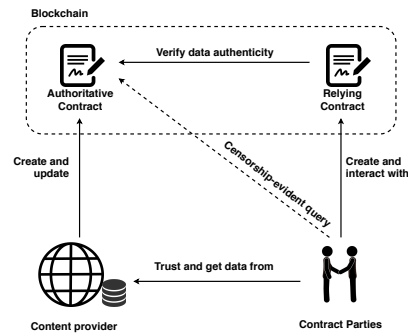 Blockchain
Verify data authenticity
Authoritative
Contract
Relying
Contract
Censorship-evident query
Create and
update
Create and
interact with
Trust and get data from
Content provider
Contract Parties